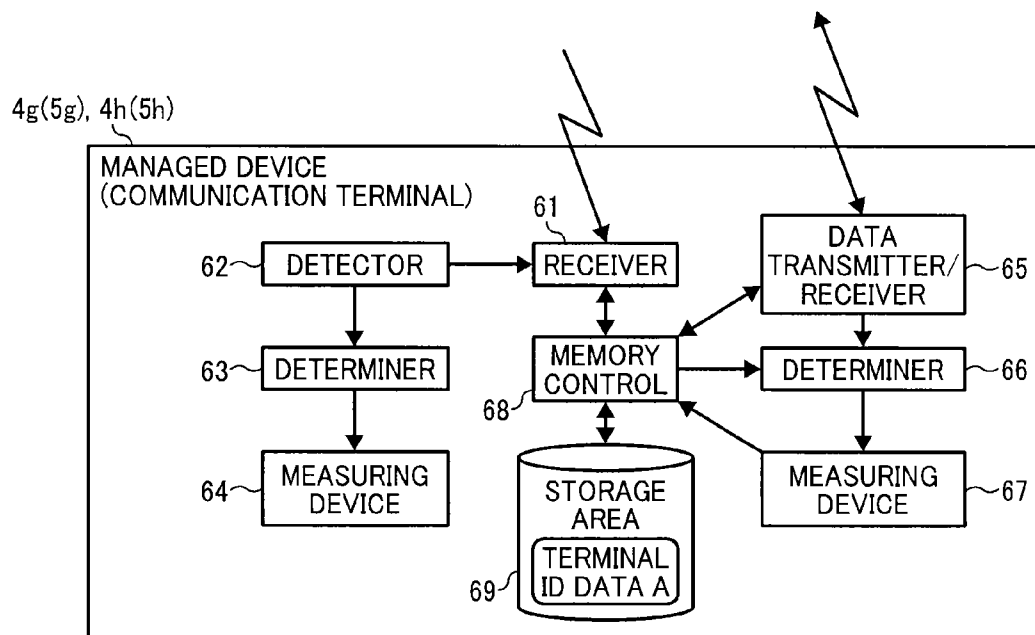 4g(5g), 4h(5h)
MANAGED DEVICE
(COMMUNICATION TERMINAL)
61
62
DETECTOR
RECEIVER
DATA
TRANSMITTER/
RECEIVER
65
63
DETERMINER
MEMORY
CONTROL
68
DETERMINER
66
64
MEASURING
DEVICE
STORAGE
AREA
TERMINAL
ID DATA A
69
MEASURING
DEVICE
67